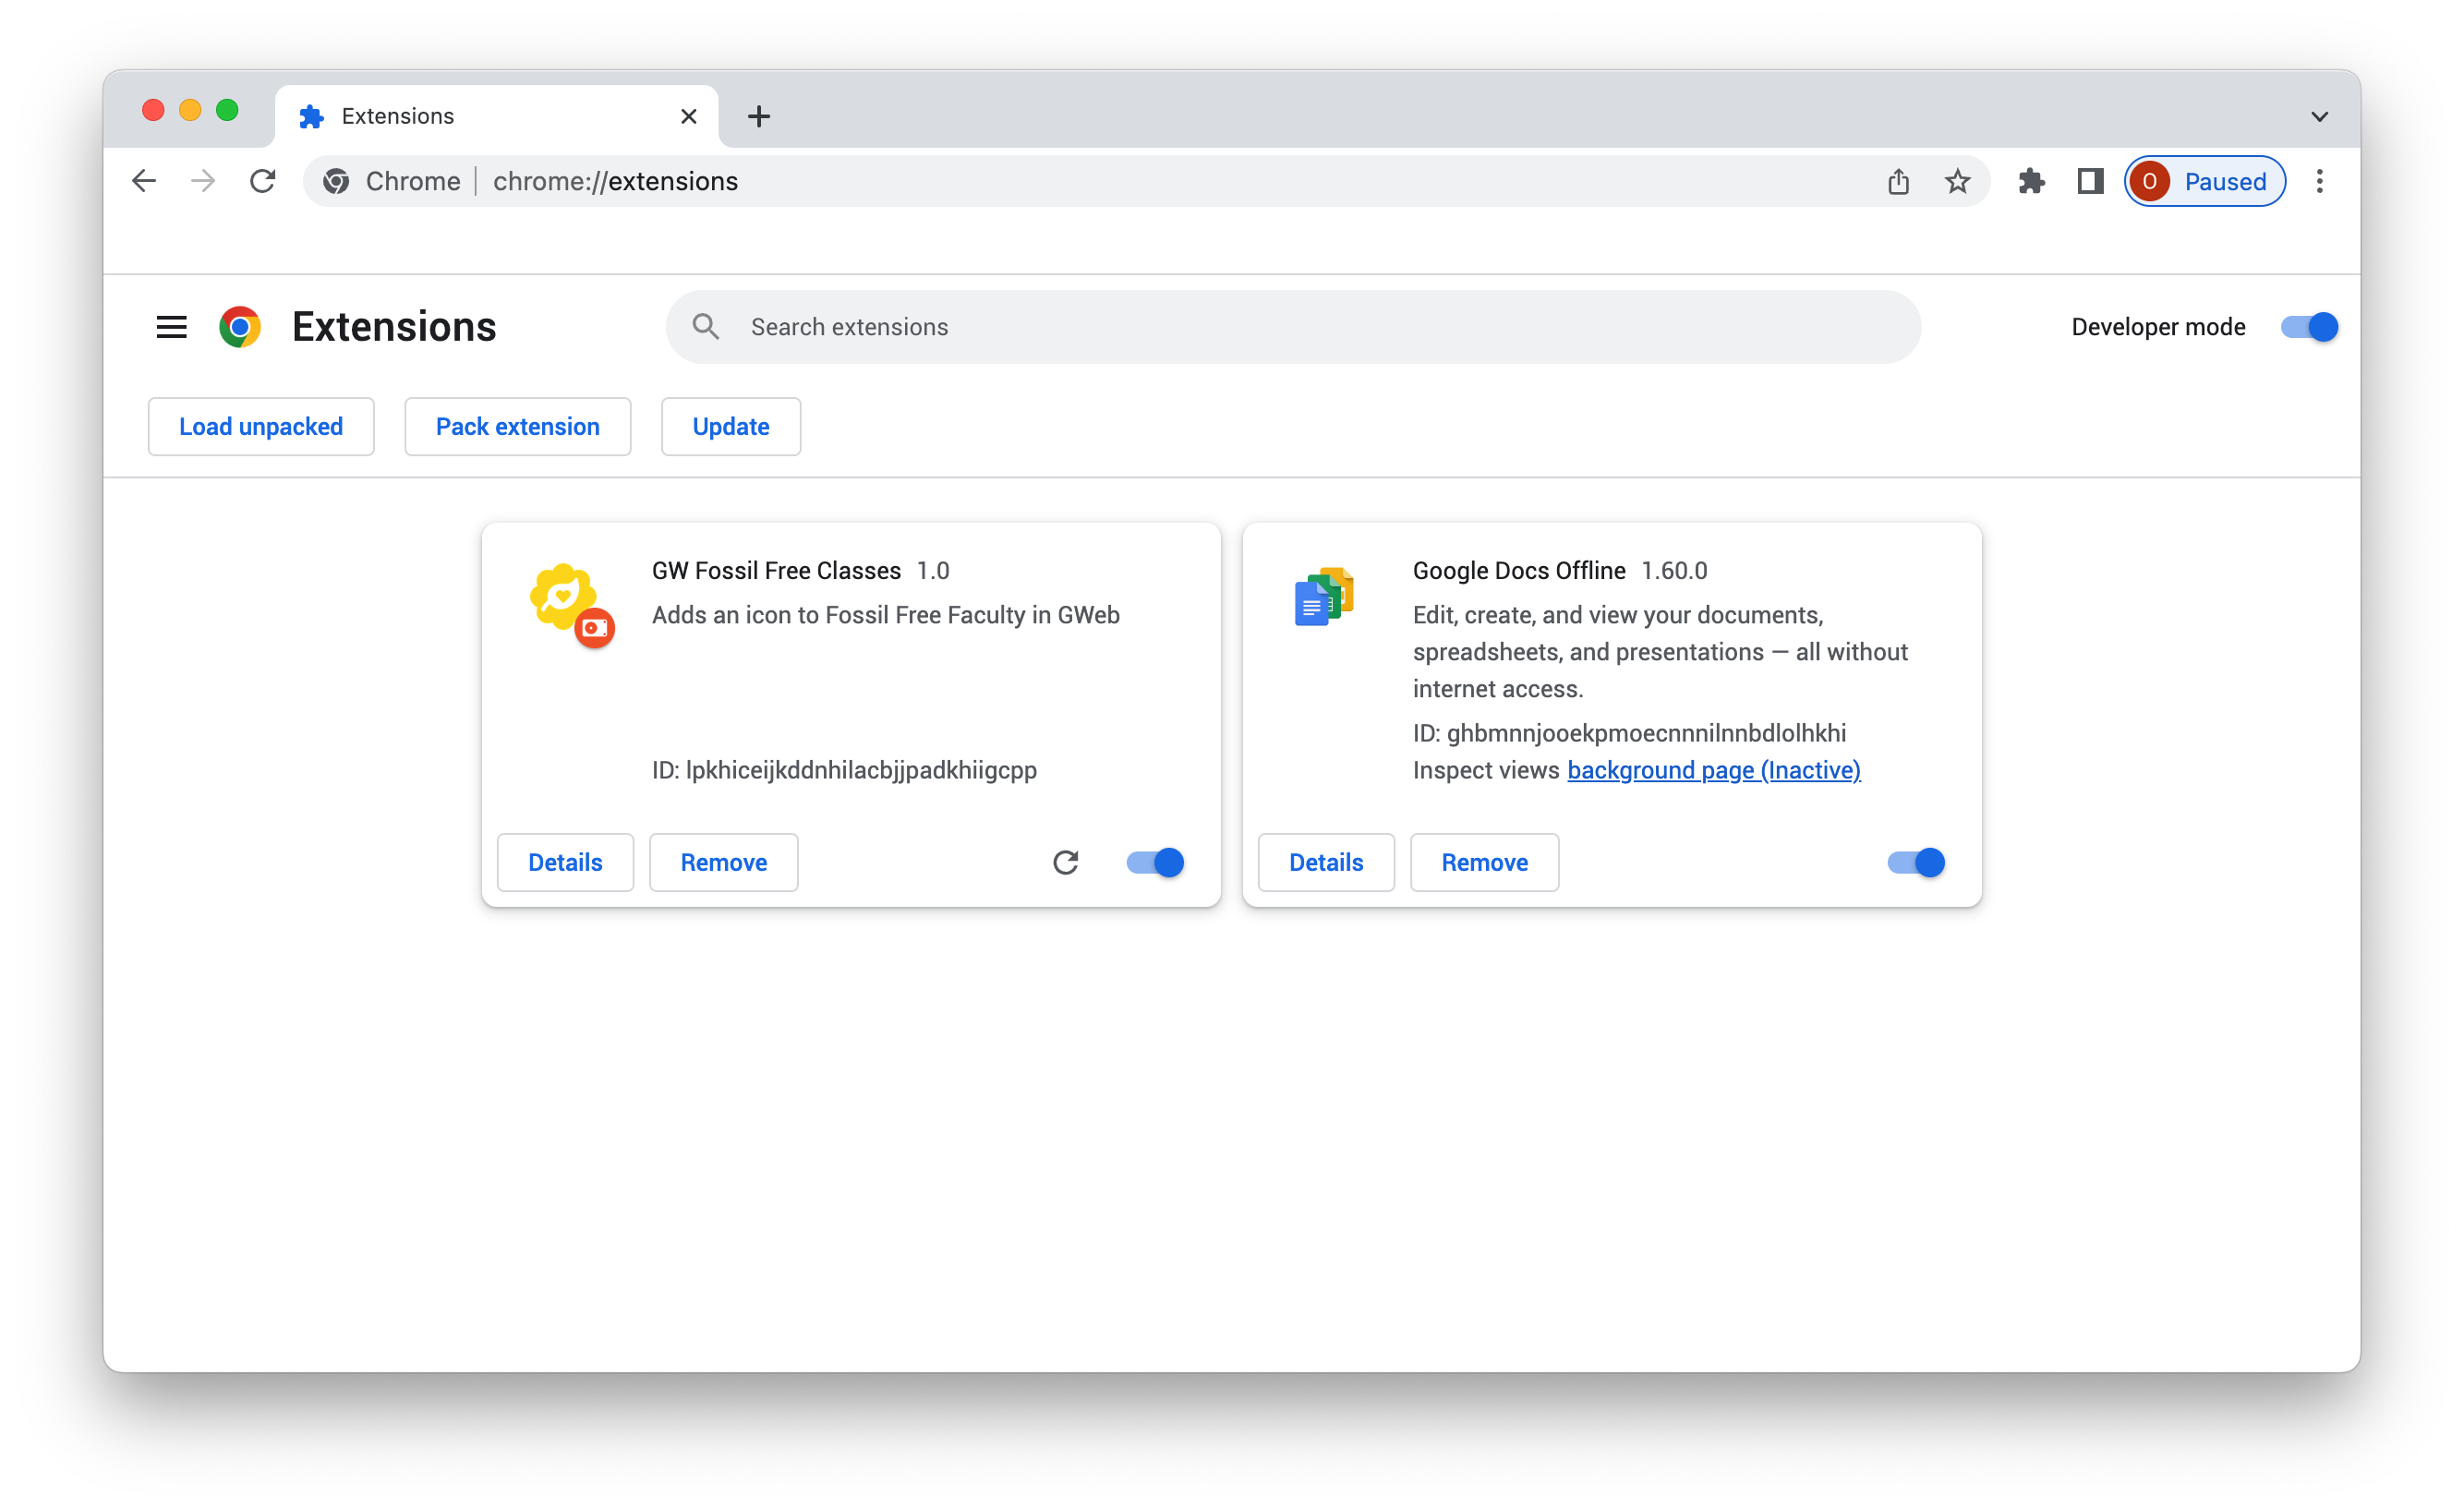 Extensions
Chrome | chrome://extensions
O Paused
Extensions
Search extensions
Developer mode
Load unpacked
Pack extension
Update
GW Fossil Free Classes 1.0
Adds an icon to Fossil Free Faculty in GWeb
ID: lpkhiceijkddnhilacbjjpadkhiigcpp
Details
Remove
Google Docs Offline 1.60.0
Edit, create, and view your documents,
spreadsheets, and presentations — all without
internet access.
ID: ghbmnnjooekpmoecnnnilnnbdlolhkhi
Inspect views background page (Inactive)
Details
Remove